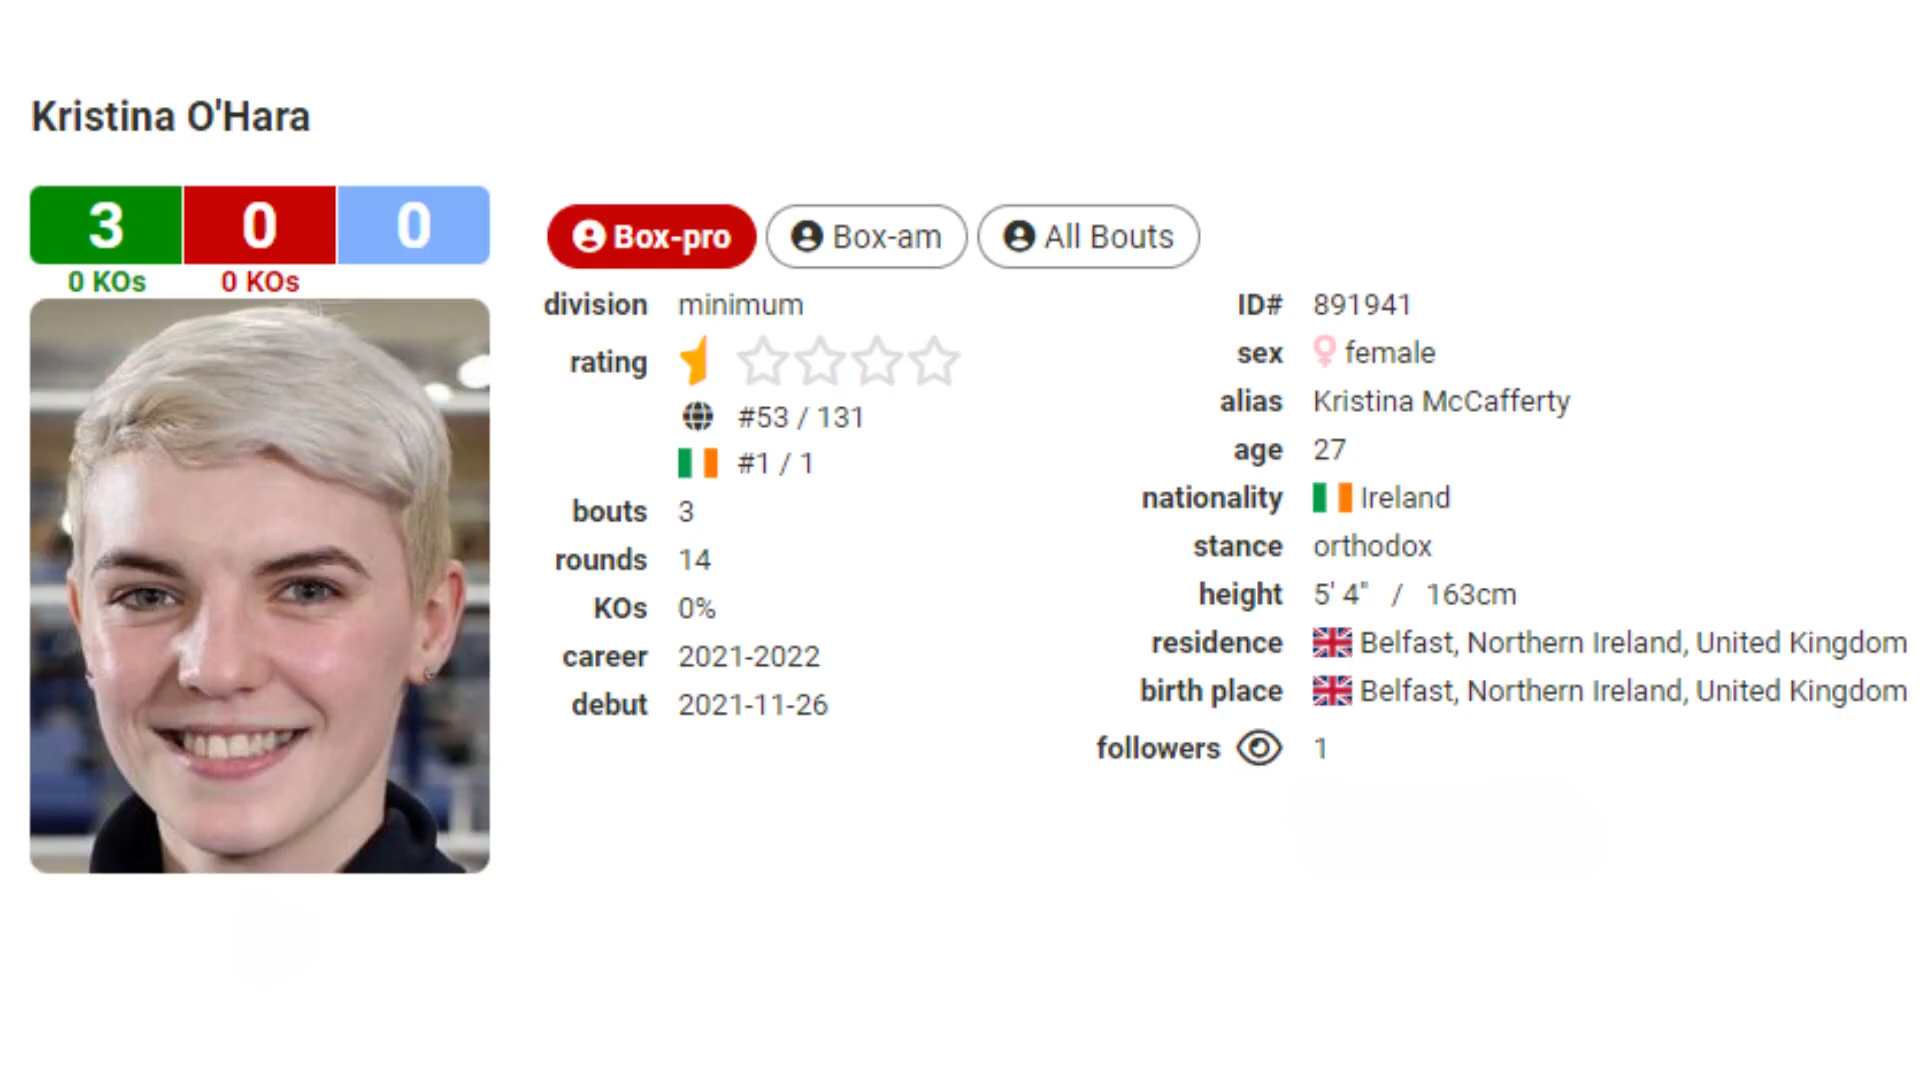 Kristina O'Hara
3 0 0
0 KOs 0 KOs
Box-pro Box-am All Bouts
division minimum
rating
#53 / 131
#1 / 1
bouts 3
rounds 14
KOs 0%
career 2021-2022
debut 2021-11-26
ID# 891941
sex female
alias Kristina McCafferty
age 27
nationality Ireland
stance orthodox
height 5' 4" / 163cm
residence Belfast, Northern Ireland, United Kingdom
birth place Belfast, Northern Ireland, United Kingdom
followers 1